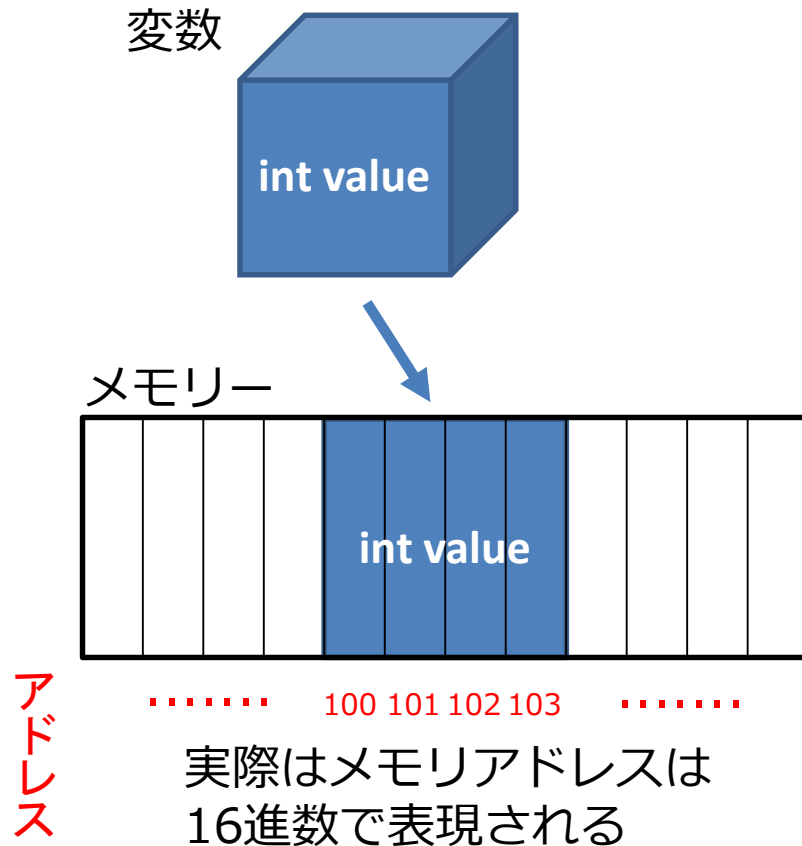 変数
int value
メモリー
int value
アドレス
100 101 102 103
実際はメモリアドレスは
16進数で表現される